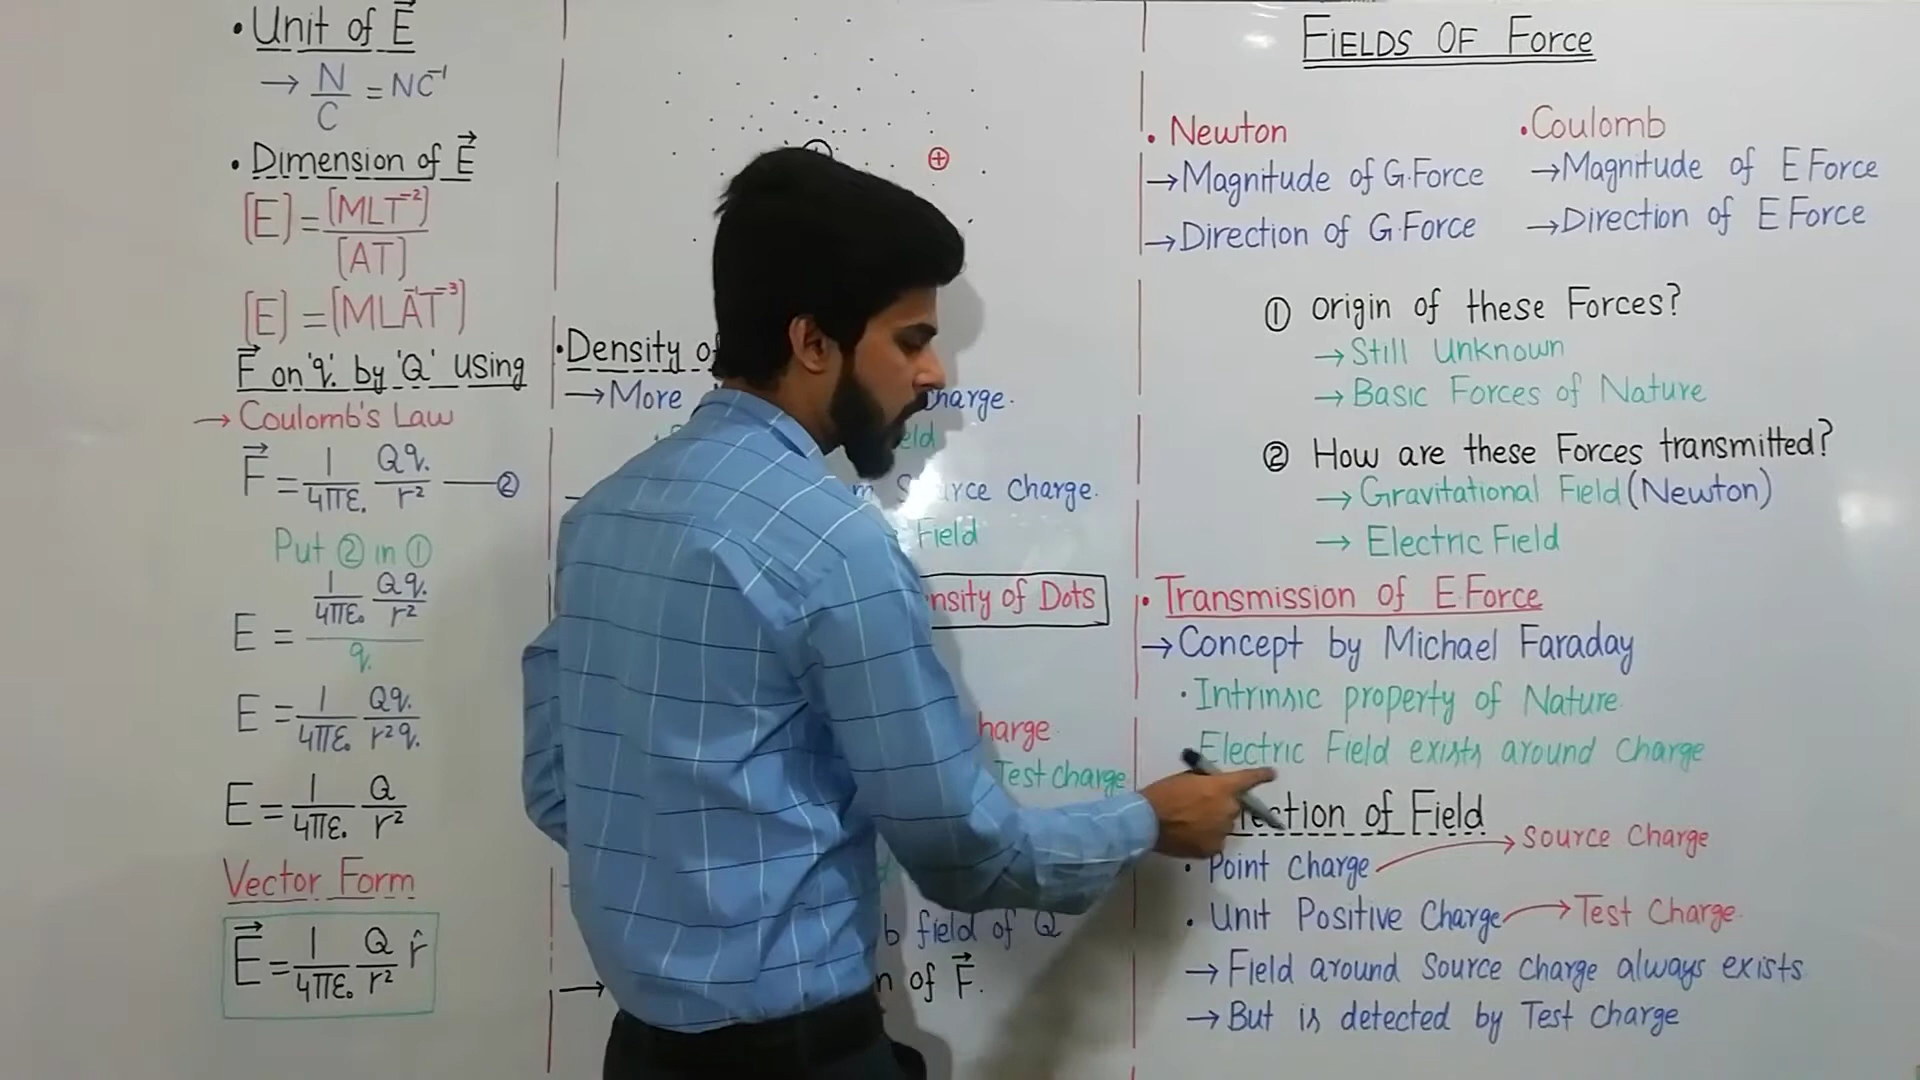 • Unit of E⃗
→ N/C = NC⁻¹
• Dimension of E⃗
[E] = [MLT⁻²]/[AT]
[E] = [MLA⁻¹T⁻³]
F⃗ on 'q.' by 'Q' using
→ Coulomb's Law
F⃗ = 1/4πε. Qq./r² — ②
Put ② in ①
E = 1/4πε. Qq./r² / q.
E = 1/4πε. Qq./r²q.
E = 1/4πε. Q/r²
Vector Form
E⃗ = 1/4πε. Q/r² r̂
⊕
• Density of
→ More charge.
Source charge.
Field
of Dots
Test charge
field of Q
→ of F⃗.
Fields Of Force
• Newton
→ Magnitude of G.Force
→ Direction of G.Force
• Coulomb
→ Magnitude of E Force
→ Direction of E Force
① Origin of these Forces?
→ Still Unknown
→ Basic Forces of Nature
② How are these Forces transmitted?
→ Gravitational Field (Newton)
→ Electric Field
• Transmission of E.Force
→ Concept by Michael Faraday
• Intrinsic property of Nature
Electric Field exists around charge
of Field
• Point charge → Source Charge
• Unit Positive Charge → Test Charge
→ Field around Source charge always exists
→ But is detected by Test charge